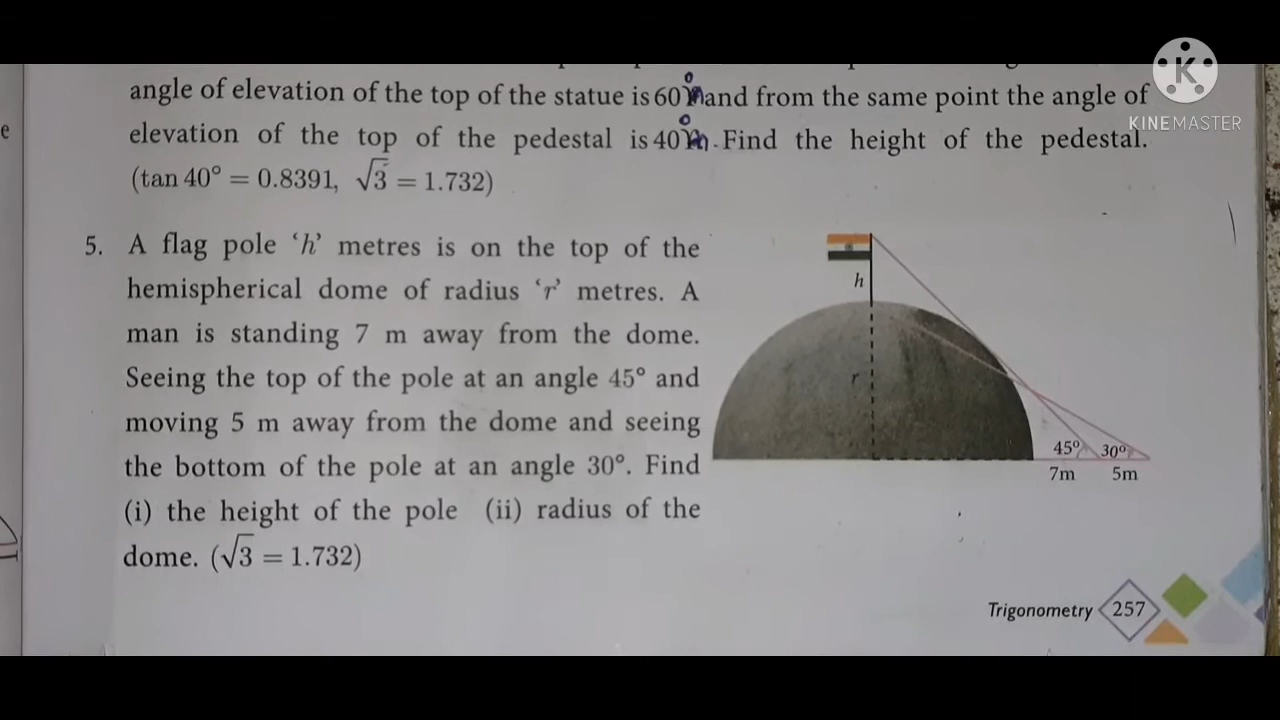 angle of elevation of the top of the statue is 60° and from the same point the angle of
elevation of the top of the pedestal is 40°. Find the height of the pedestal.
(tan 40° = 0.8391, √3 = 1.732)
5. A flag pole ‘h’ metres is on the top of the
hemispherical dome of radius ‘r’ metres. A
man is standing 7 m away from the dome.
Seeing the top of the pole at an angle 45° and
moving 5 m away from the dome and seeing
the bottom of the pole at an angle 30°. Find
(i) the height of the pole (ii) radius of the
dome. (√3 = 1.732)
h
r
45° 30°
7m 5m
Trigonometry 257
K
KINEMASTER
e